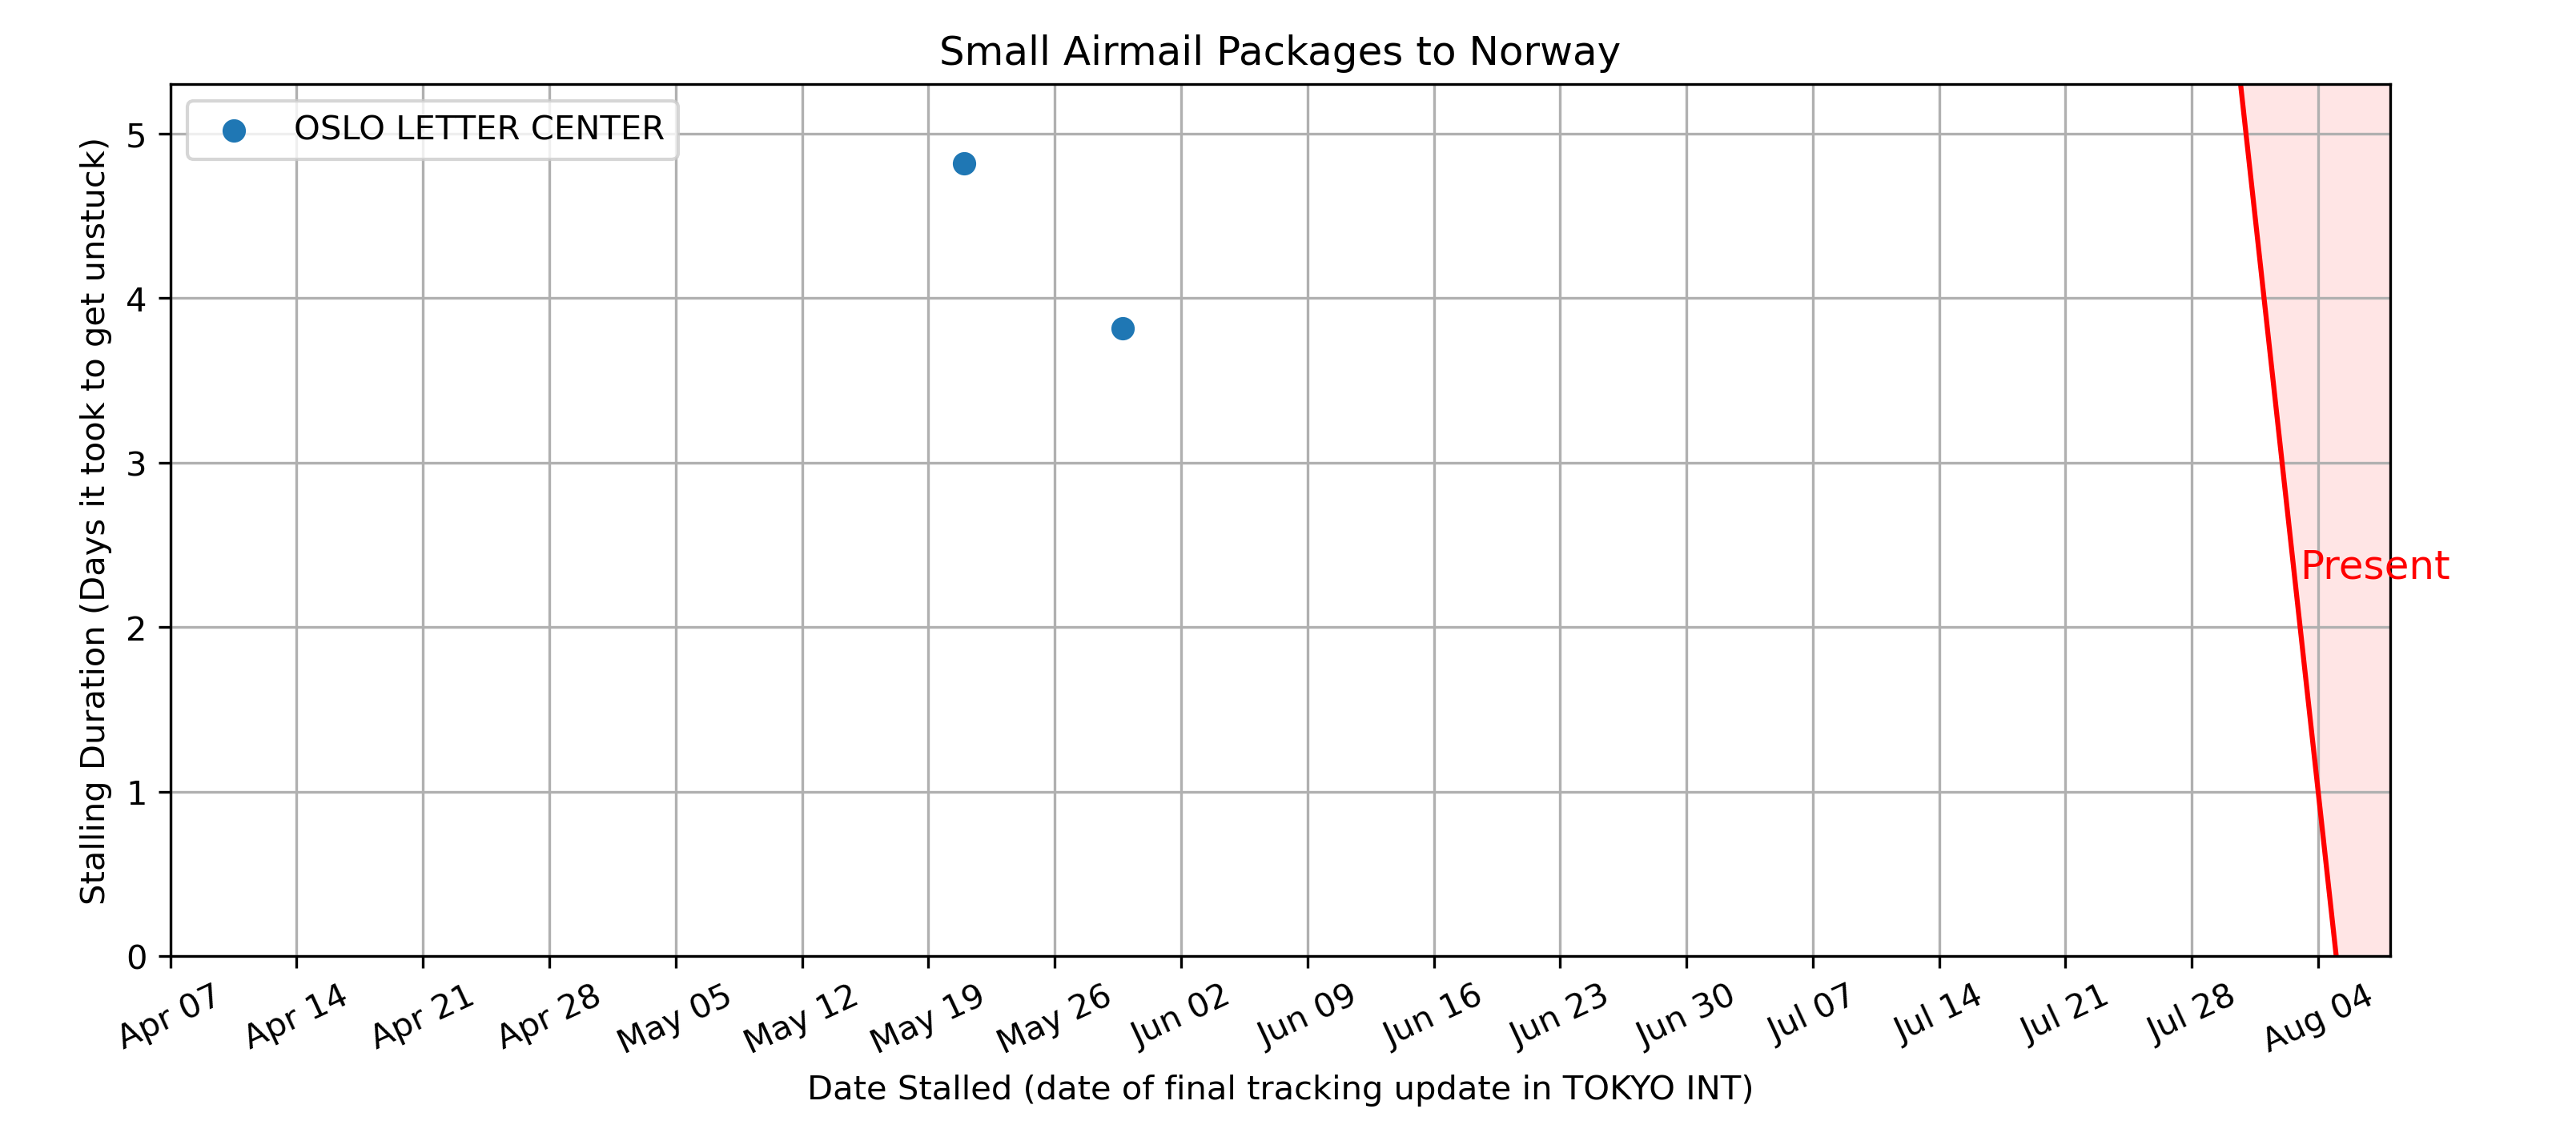 Small Airmail Packages to Norway
OSLO LETTER CENTER
Stalling Duration (Days it took to get unstuck)
5
4
3
2
1
0
Present
Apr 07
Apr 14
Apr 21
Apr 28
May 05
May 12
May 19
May 26
Jun 02
Jun 09
Jun 16
Jun 23
Jun 30
Jul 07
Jul 14
Jul 21
Jul 28
Aug 04
Date Stalled (date of final tracking update in TOKYO INT)